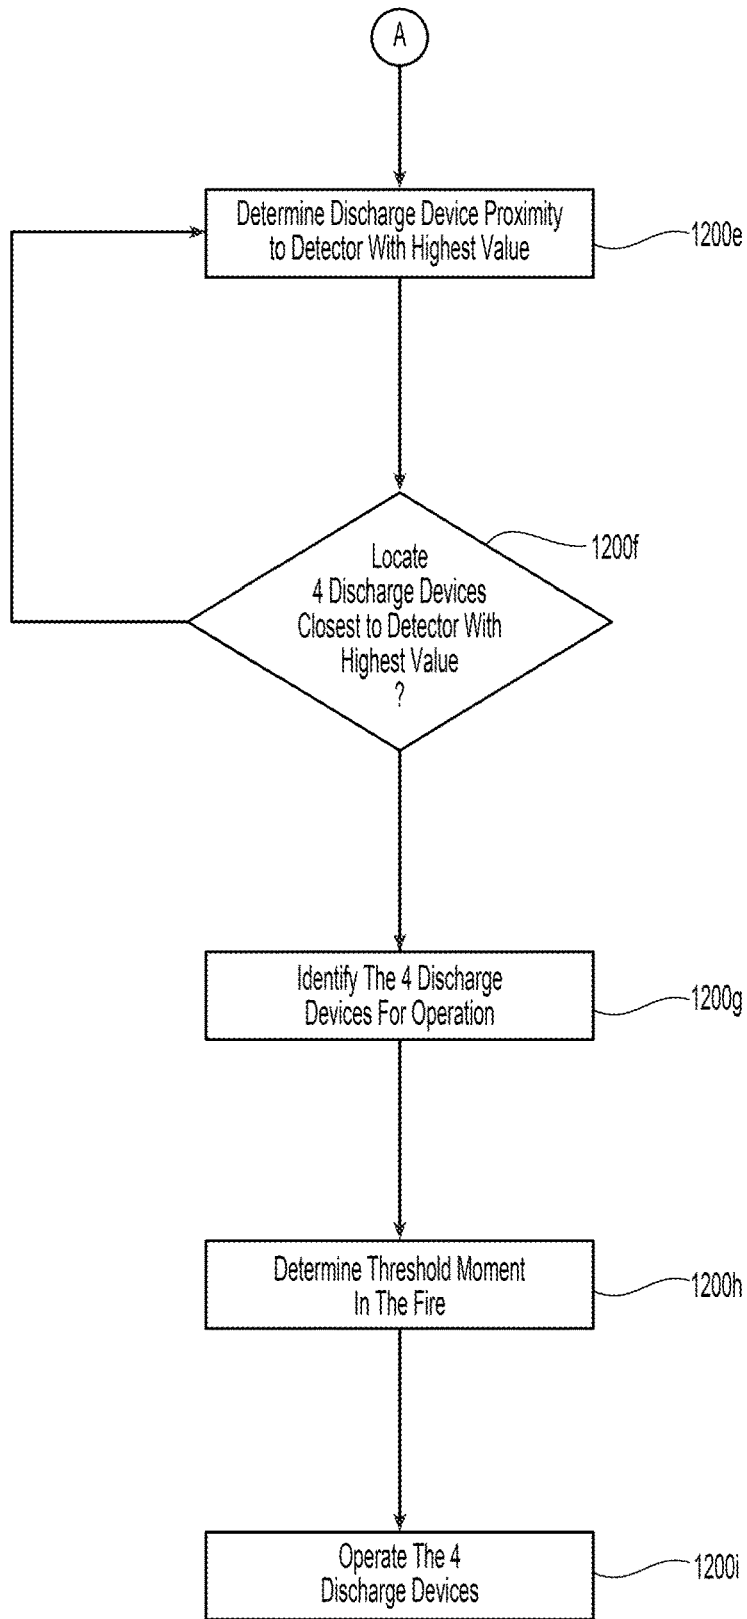 A
Determine Discharge Device Proximity
to Detector With Highest Value
1200e
1200f
Locate
4 Discharge Devices
Closest to Detector With
Highest Value
?
Identify The 4 Discharge
Devices For Operation
1200g
Determine Threshold Moment
In The Fire
1200h
Operate The 4
Discharge Devices
1200i